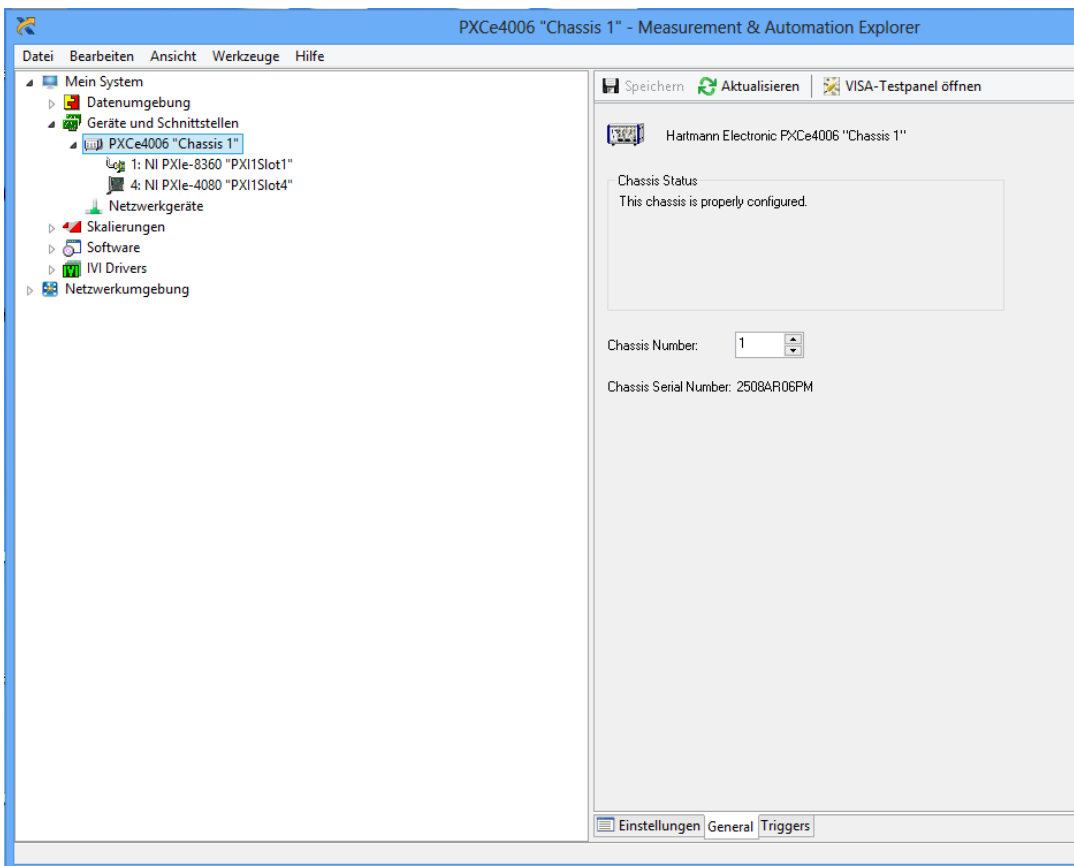 PXCe4006 "Chassis 1" - Measurement & Automation Explorer
Datei Bearbeiten Ansicht Werkzeuge Hilfe
Mein System
Datenumgebung
Geräte und Schnittstellen
PXCe4006 "Chassis 1"
1: NI PXIe-8360 "PXI1Slot1"
4: NI PXIe-4080 "PXI1Slot4"
Netzwerkgeräte
Skalierungen
Software
IVI Drivers
Netzwerkumgebung
Speichern Aktualisieren VISA-Testpanel öffnen
Hartmann Electronic PXCe4006 "Chassis 1"
Chassis Status
This chassis is properly configured.
Chassis Number: 1
Chassis Serial Number: 2508AR06PM
Einstellungen General Triggers